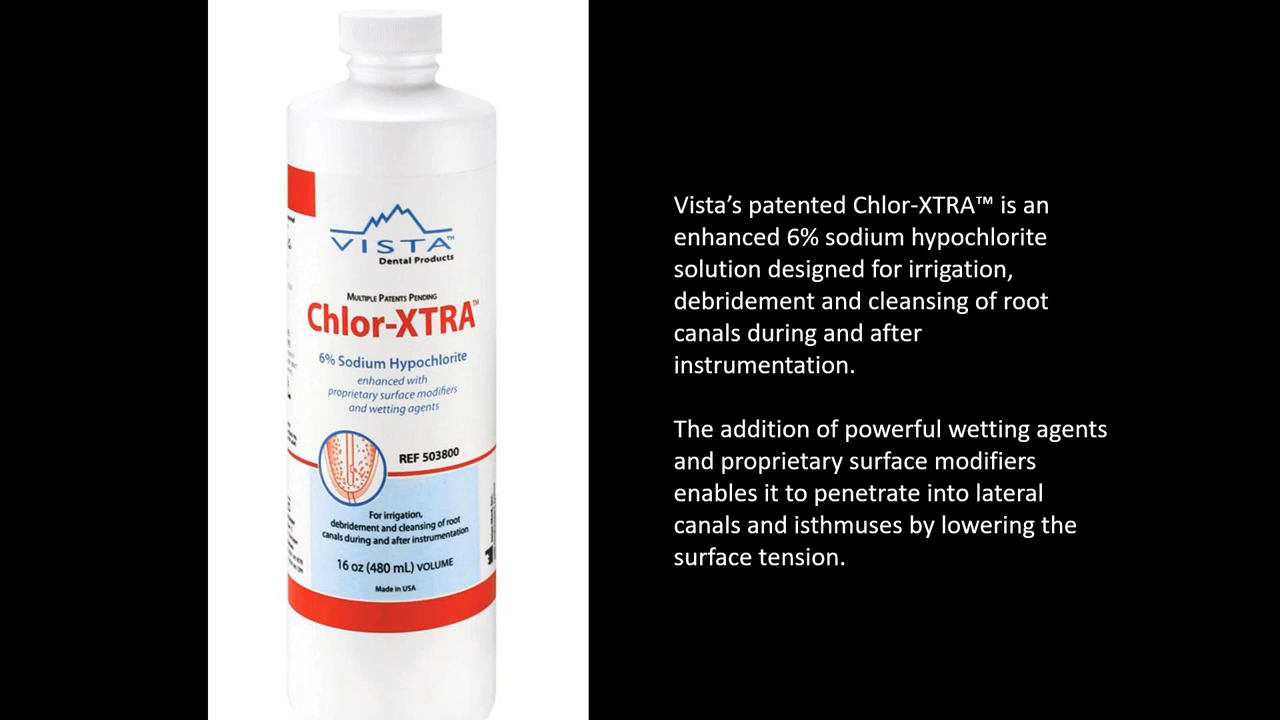 VISTA™
Dental Products
MULTIPLE PATENTS PENDING
Chlor-XTRA™
6% Sodium Hypochlorite
enhanced with
proprietary surface modifiers
and wetting agents
REF 503800
For irrigation,
debridement and cleansing of root
canals during and after instrumentation
16 oz (480 mL) VOLUME
Made in USA
Vista’s patented Chlor-XTRA™ is an
enhanced 6% sodium hypochlorite
solution designed for irrigation,
debridement and cleansing of root
canals during and after
instrumentation.
The addition of powerful wetting agents
and proprietary surface modifiers
enables it to penetrate into lateral
canals and isthmuses by lowering the
surface tension.